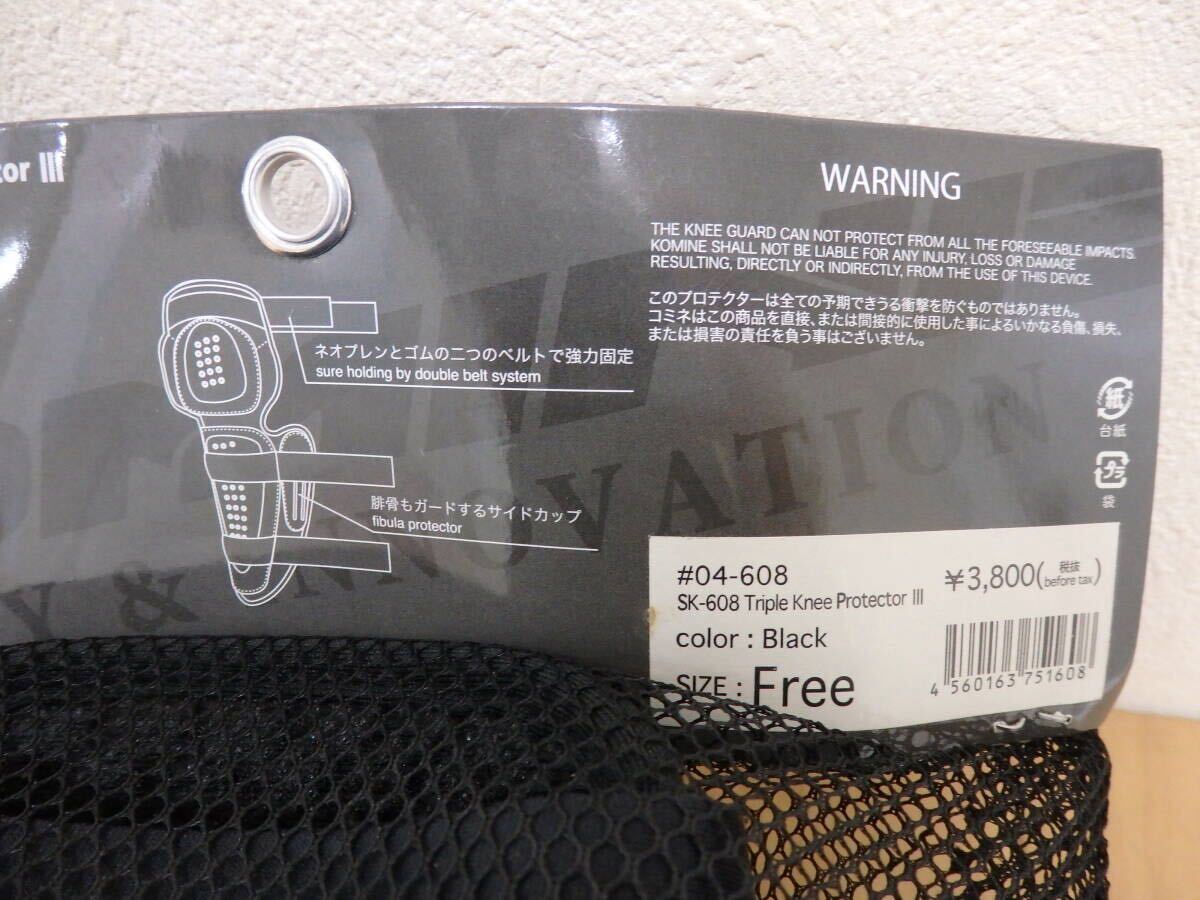 tor III
WARNING
THE KNEE GUARD CAN NOT PROTECT FROM ALL THE FORESEEABLE IMPACTS.
KOMINE SHALL NOT BE LIABLE FOR ANY INJURY, LOSS OR DAMAGE
RESULTING, DIRECTLY OR INDIRECTLY, FROM THE USE OF THIS DEVICE.
このプロテクターは全ての予期できうる衝撃を防ぐものではありません。
コミネはこの商品を直接、または間接的に使用した事によるいかなる負傷、損失、
または損害の責任を負う事はございません。
ネオプレンとゴムの二つのベルトで強力固定
sure holding by double belt system
腓骨もガードするサイドカップ
fibula protector
紙
台紙
プラ
袋
Y & INNOVATION
#04-608
¥3,800(税抜 before tax)
SK-608 Triple Knee Protector III
color : Black
SIZE : Free
4 560163 751608